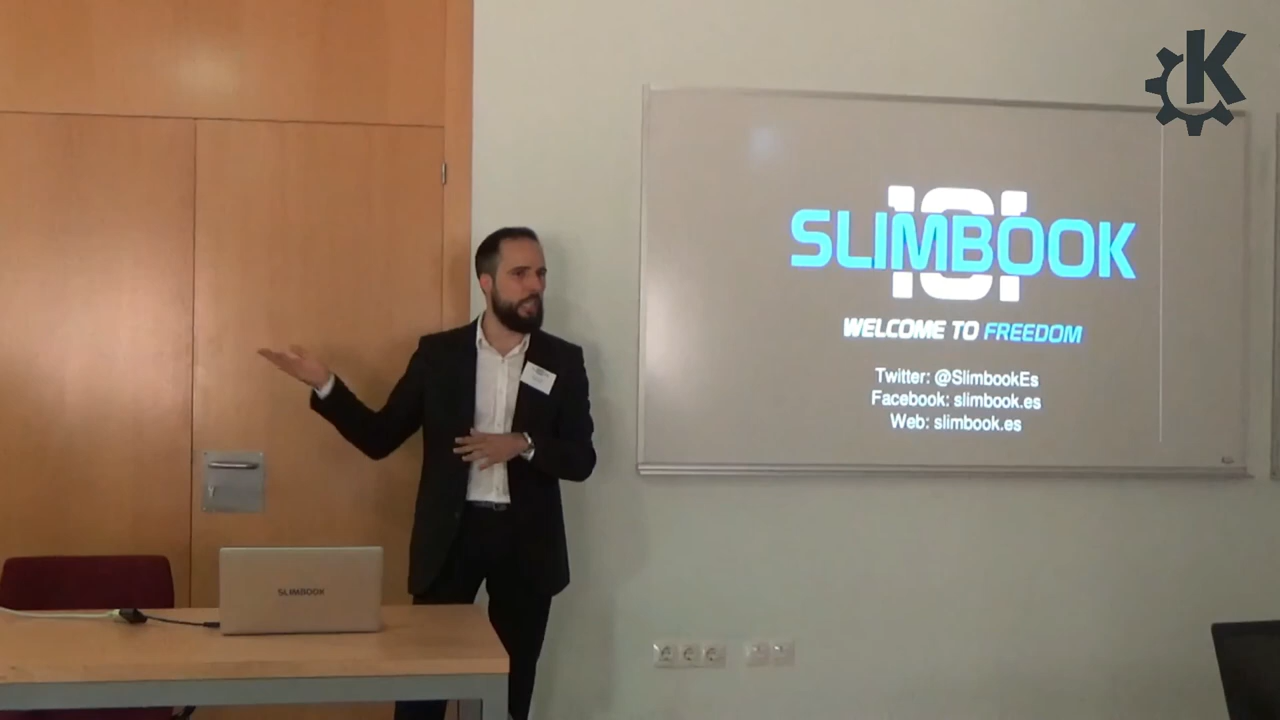 SLIMBOOK
WELCOME TO FREEDOM
Twitter: @SlimbookEs
Facebook: slimbook.es
Web: slimbook.es
SLIMBOOK
K